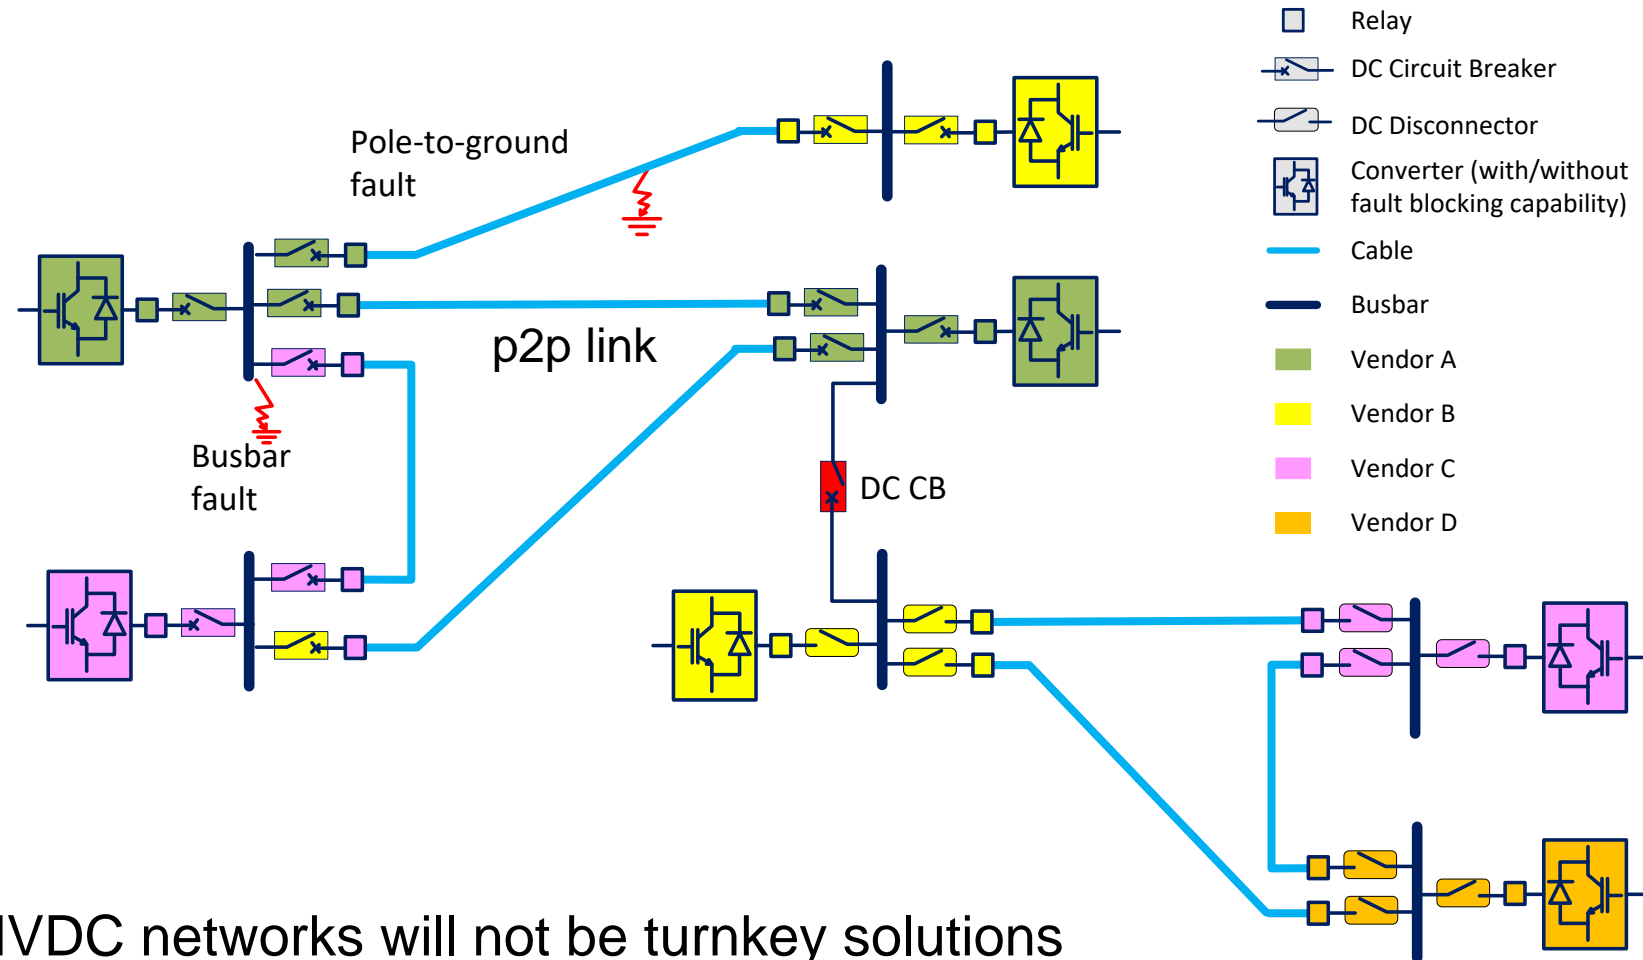 Relay
DC Circuit Breaker
DC Disconnector
Converter (with/without
fault blocking capability)
Cable
Busbar
Vendor A
Vendor B
Vendor C
Vendor D
Pole-to-ground
fault
p2p link
Busbar
fault
DC CB
HVDC networks will not be turnkey solutions